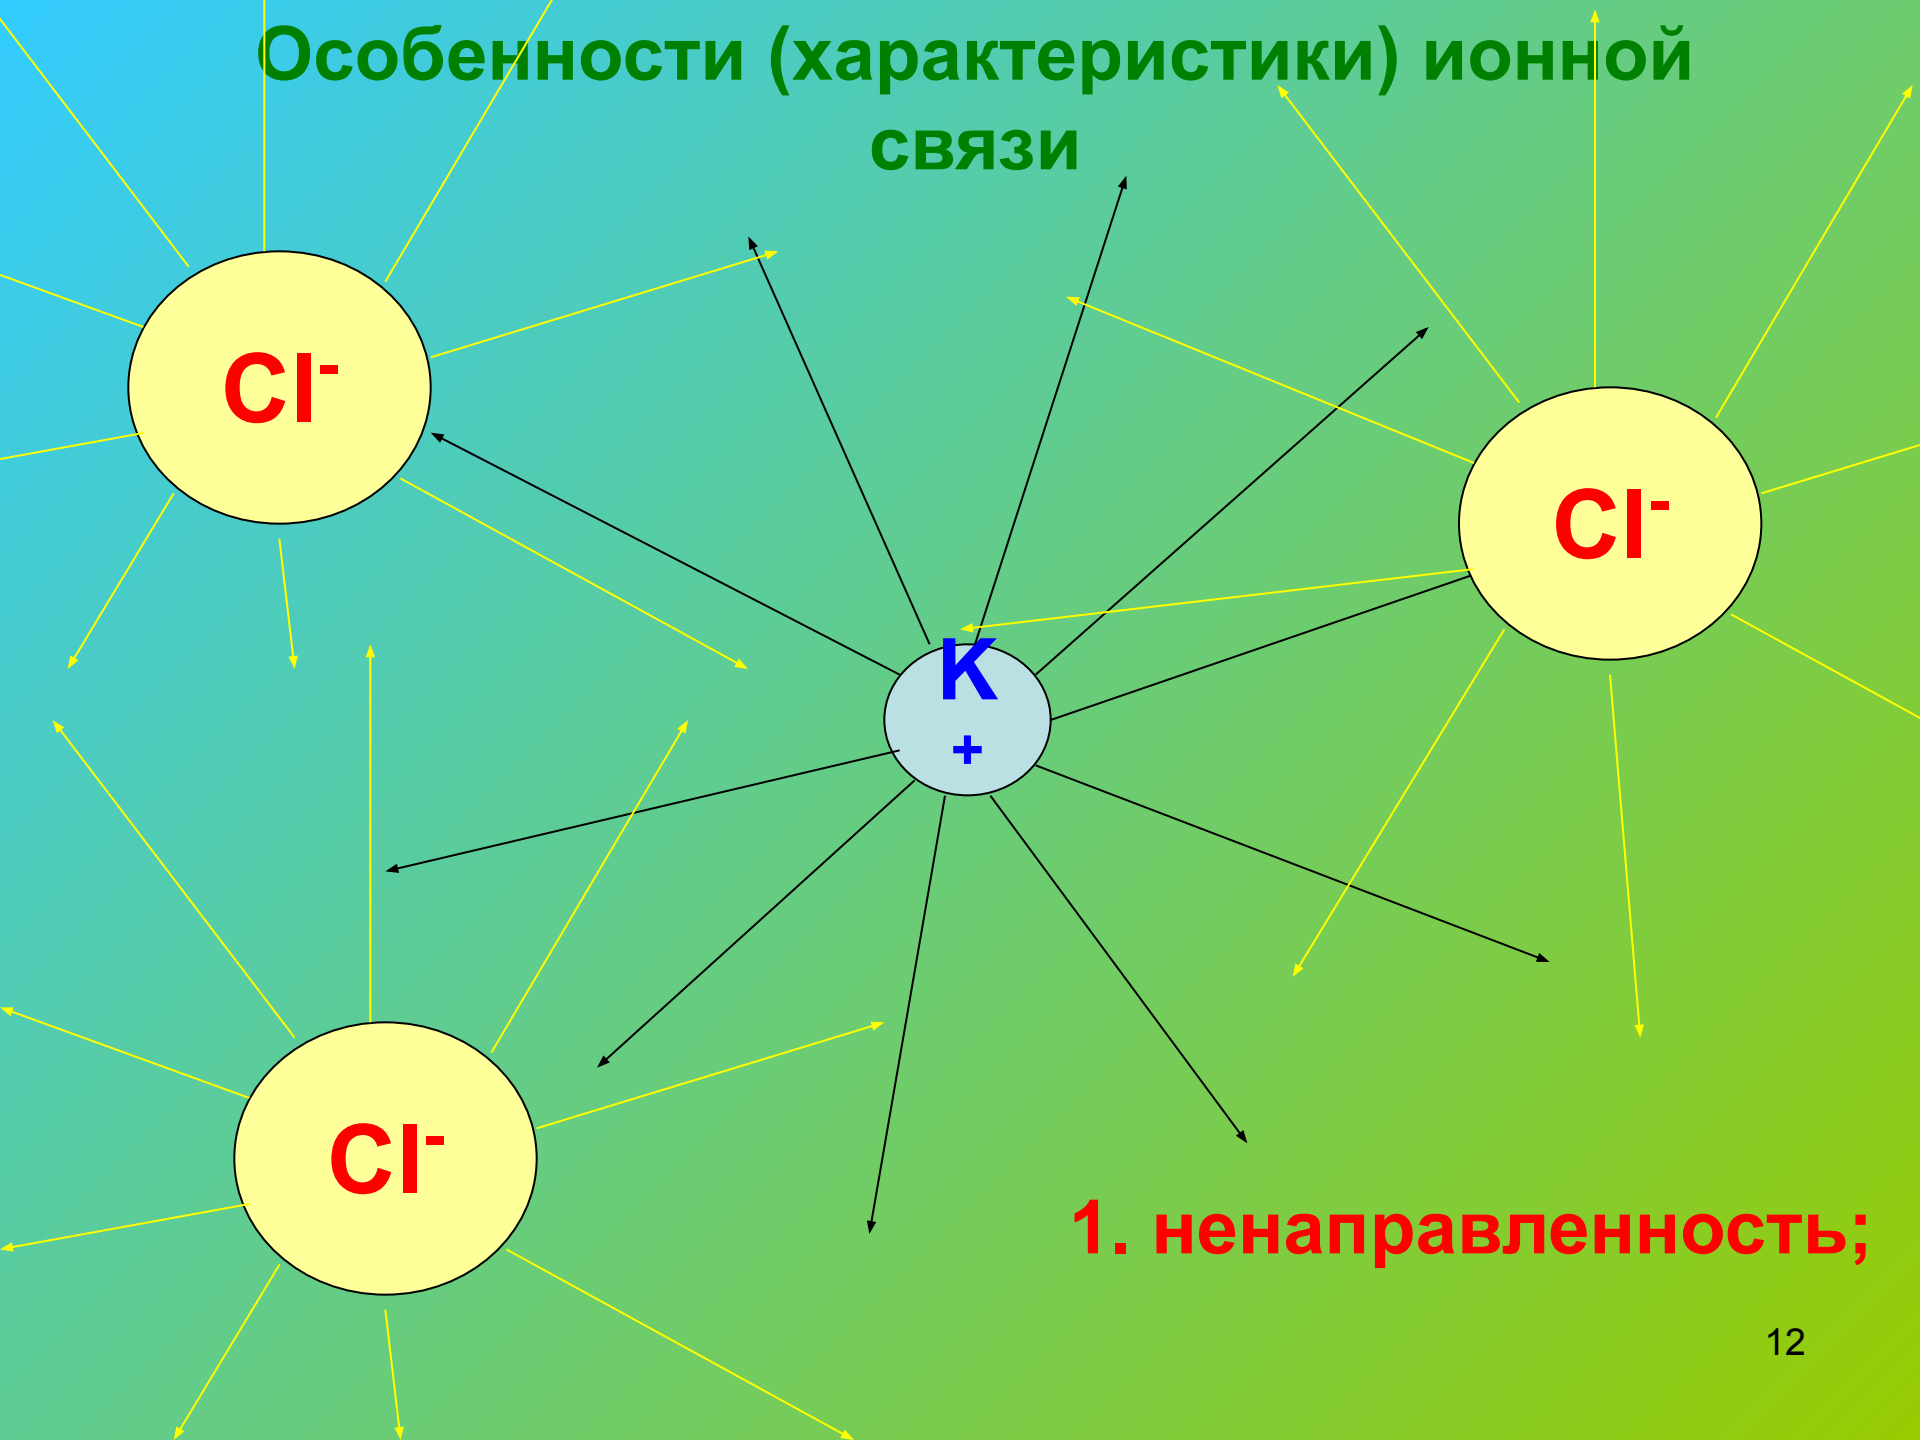 Особенности (характеристики) ионной
связи
Cl-
Cl-
K
+
Cl-
1. ненаправленность;
12